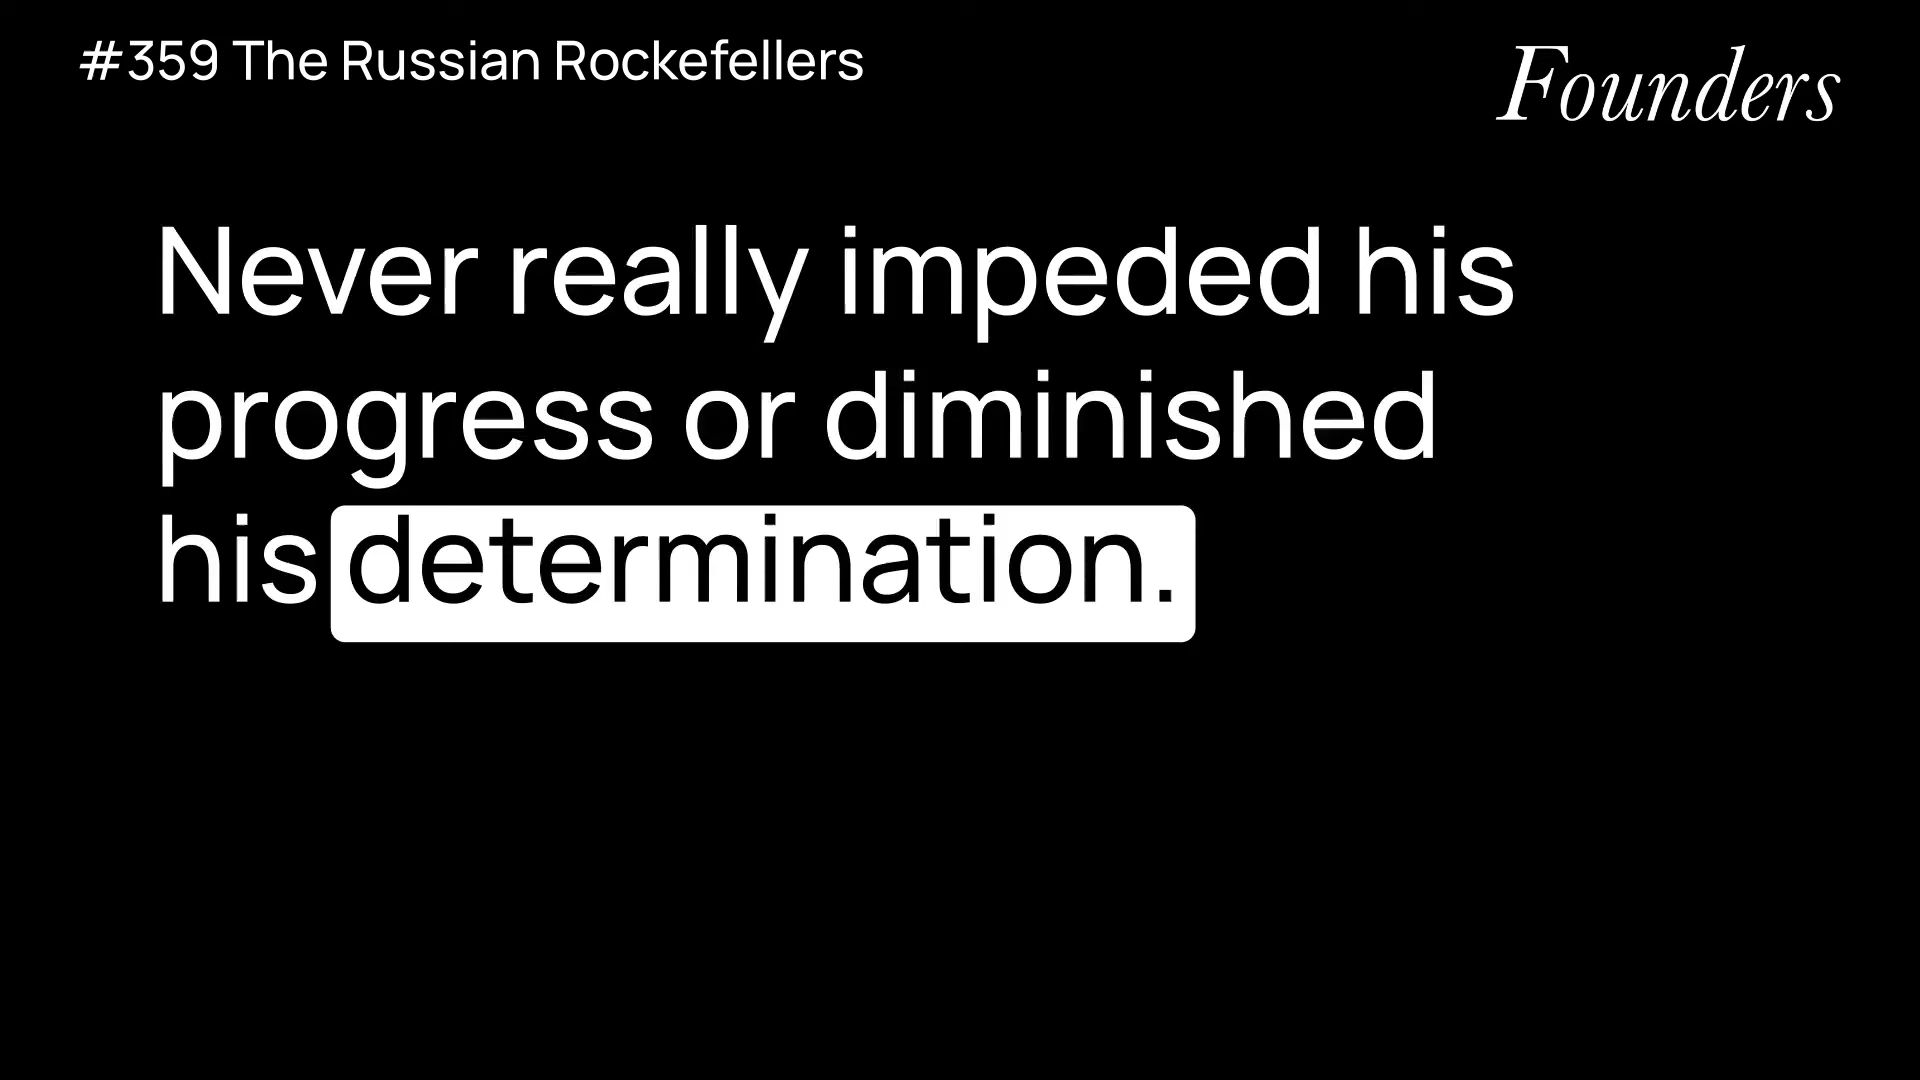 #359 The Russian Rockefellers
Founders
Never really impeded his
progress or diminished
his determination.